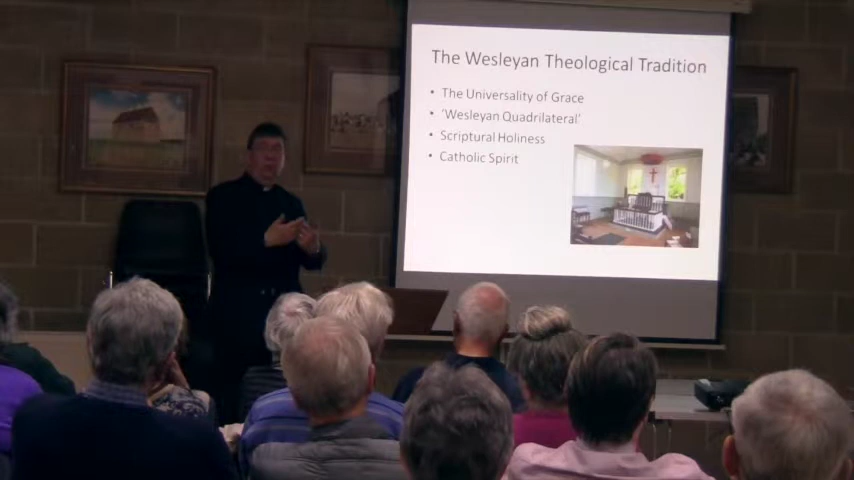 The Wesleyan Theological Tradition
• The Universality of Grace
• ‘Wesleyan Quadrilateral’
• Scriptural Holiness
• Catholic Spirit